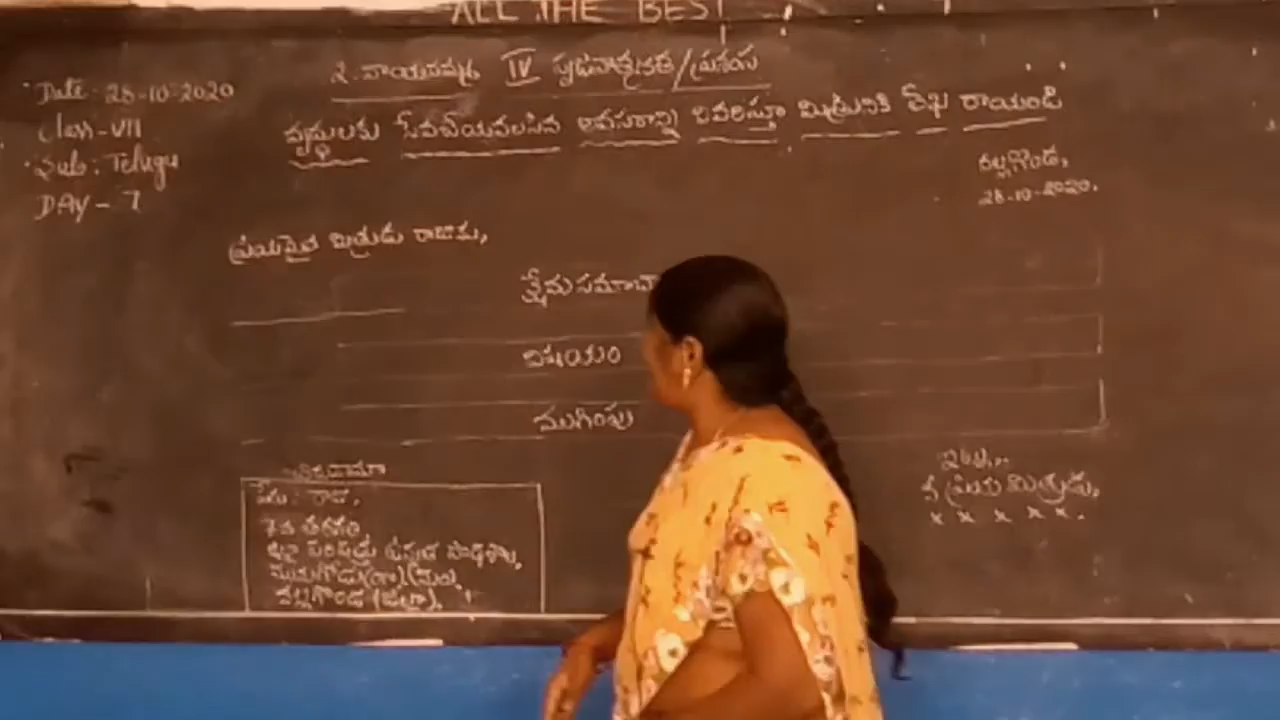 ALL THE BEST
Date: 28-10-2020
Class-VII
Sub: Telugu
DAY - 7
2. IV సృజనాత్మకత/ప్రశంస
వృద్ధులకు సేవచేయవలసిన అవసరాన్ని వివరిస్తూ మిత్రునికి లేఖ రాయండి
నల్లగొండ,
28-10-2020.
ప్రియమైన మిత్రుడు రాజుకు,
క్షేమసమాచా
విషయం
ముగింపు
ఇట్లు,..
నీ ప్రియ మిత్రుడు,
x x x x x.
చిరునామా
పేరు: రాజు,
7వ తరగతి,
జిల్లా పరిషత్తు ఉన్నత పాఠశాల,
మునుగోడు(గ్రా).(మం),
నల్లగొండ (జిల్లా).